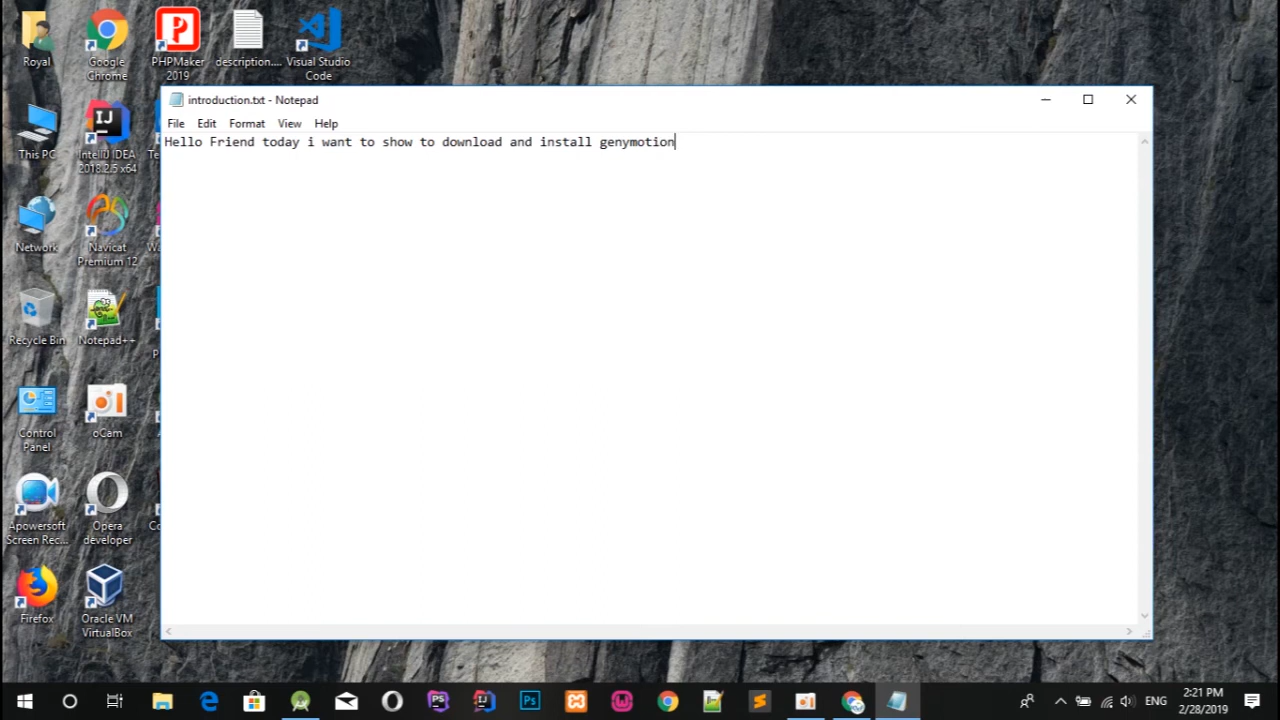 Royal
Google
Chrome
PHPMaker
2019
description....
Visual Studio
Code
introduction.txt - Notepad
File Edit Format View Help
Hello Friend today i want to show to download and install genymotion
This PC
IntelliJ IDEA
2018.2.5 x64
Network
Navicat
Premium 12
Recycle Bin
Notepad++
Control
Panel
oCam
Apowersoft
Screen Rec...
Opera
developer
Firefox
Oracle VM
VirtualBox
ENG
2:21 PM
2/28/2019